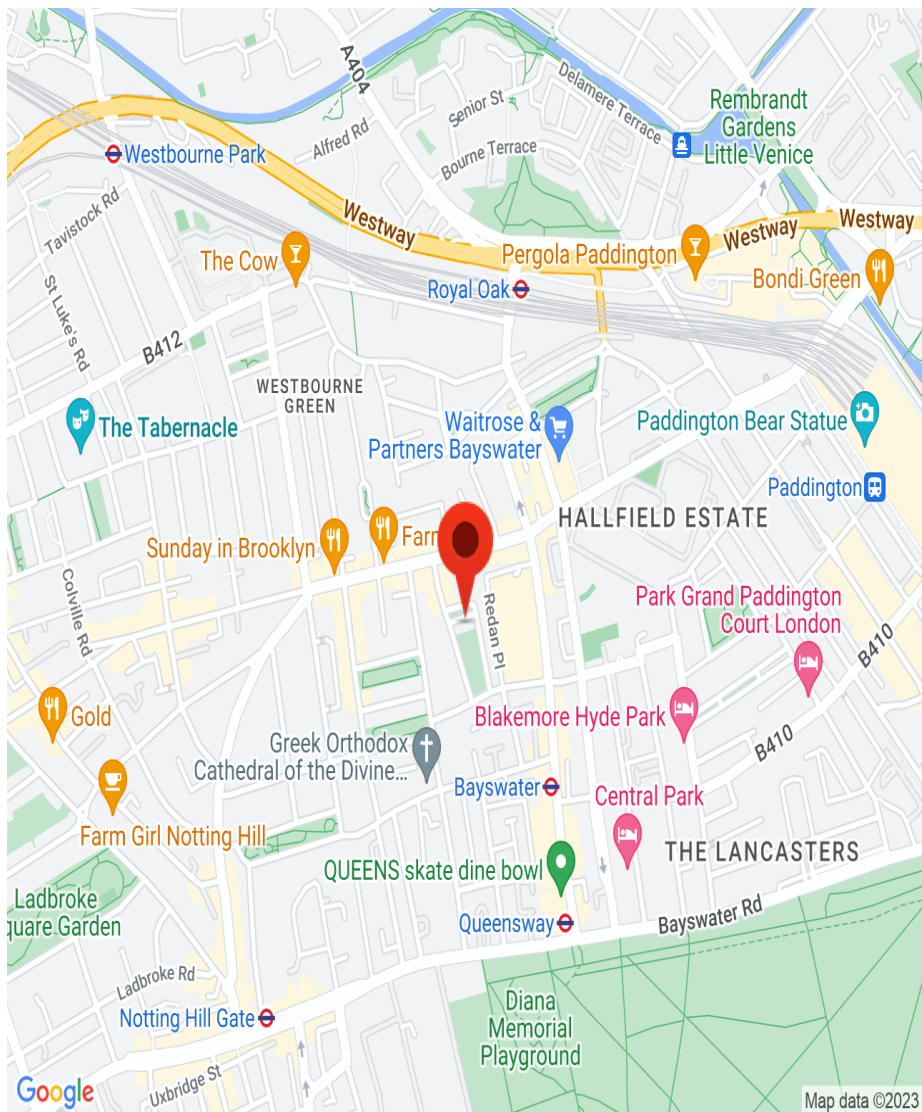 A404
Delamere Terrace
Senior St
Rembrandt
Gardens
Little Venice
Alfred Rd
Bourne Terrace
Westbourne Park
Tavistock Rd
Westway
Westway
Westway
The Cow
Pergola Paddington
Bondi Green
Royal Oak
St Luke's Rd
B412
WESTBOURNE
GREEN
The Tabernacle
Waitrose &
Partners Bayswater
Paddington Bear Statue
Paddington
HALLFIELD ESTATE
Sunday in Brooklyn
Farm
Colville Rd
Redan Pl
Park Grand Paddington
Court London
B410
Gold
Blakemore Hyde Park
B410
Greek Orthodox
Cathedral of the Divine...
Bayswater
Central Park
Farm Girl Notting Hill
THE LANCASTERS
QUEENS skate dine bowl
Ladbroke
quare Garden
Queensway
Bayswater Rd
Ladbroke Rd
Notting Hill Gate
Diana
Memorial
Playground
Uxbridge St
Google
Map data ©2023